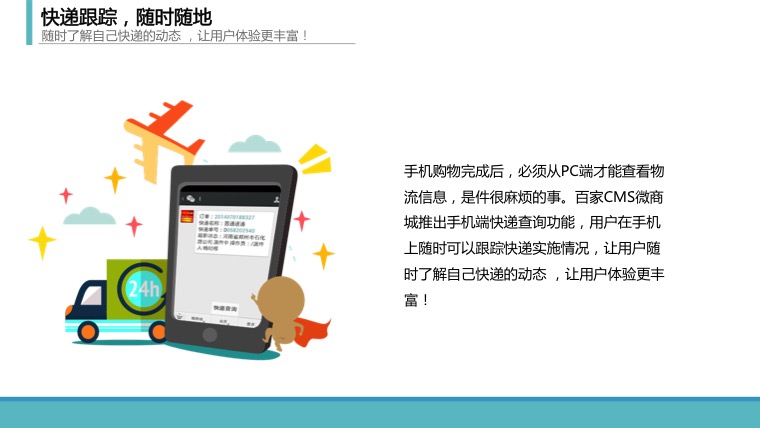 快递跟踪，随时随地
随时了解自己快递的动态 ，让用户体验更丰富！
手机购物完成后，必须从PC端才能查看物
流信息，是件很麻烦的事。百家CMS微商
城推出手机端快递查询功能，用户在手机
上随时可以跟踪快递实施情况，让用户随
时了解自己快递的动态 ，让用户体验更丰
富！
24h
快递查询